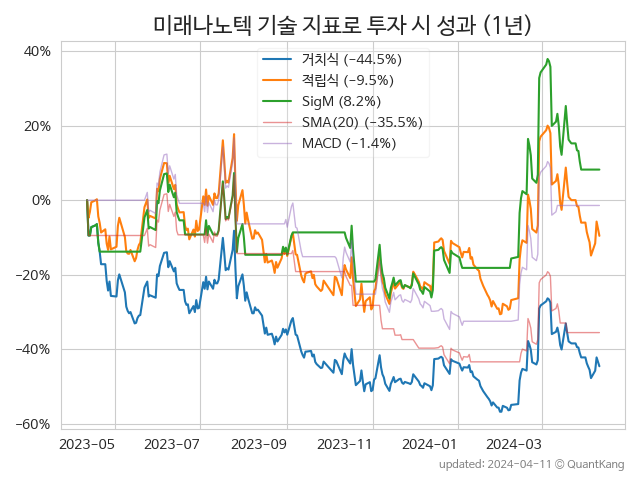 미래나노텍 기술 지표로 투자 시 성과 (1년)
거치식 (−44.5%)
적립식 (−9.5%)
SigM (8.2%)
SMA(20) (−35.5%)
MACD (−1.4%)
40%
20%
0%
−20%
−40%
−60%
2023-05 2023-07 2023-09 2023-11 2024-01 2024-03
updated: 2024-04-11 © QuantKang